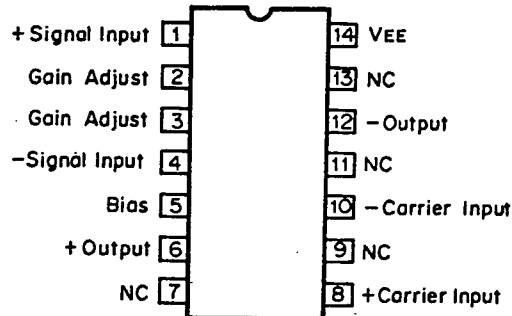 + Signal Input 1
14 VEE
Gain Adjust 2
13 NC
Gain Adjust 3
12 -Output
-Signal Input 4
11 NC
Bias 5
10 -Carrier Input
+Output 6
9 NC
NC 7
8 +Carrier Input